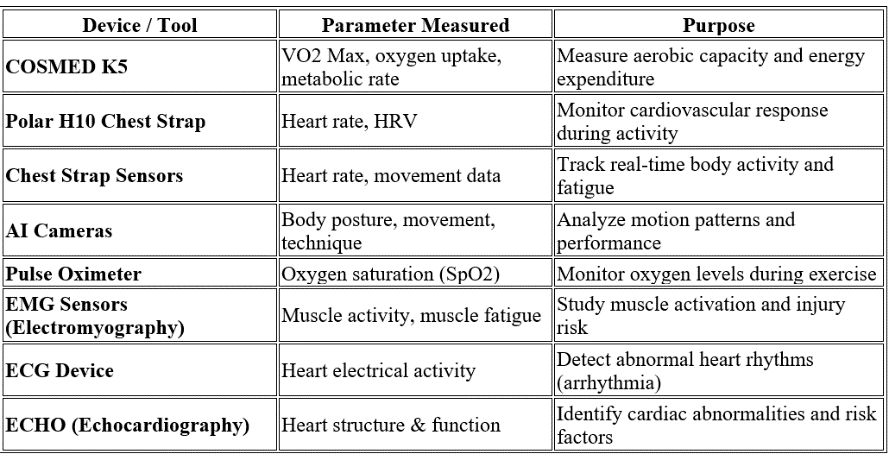 Device / Tool Parameter Measured Purpose
COSMED K5
VO2 Max, oxygen uptake,
metabolic rate
Measure aerobic capacity and energy
expenditure
Polar H10 Chest Strap
Heart rate, HRV
Monitor cardiovascular response
during activity
Chest Strap Sensors
Heart rate, movement data
Track real-time body activity and
fatigue
AI Cameras
Body posture, movement,
technique
Analyze motion patterns and
performance
Pulse Oximeter
Oxygen saturation (SpO2)
Monitor oxygen levels during exercise
EMG Sensors
(Electromyography)
Muscle activity, muscle fatigue
Study muscle activation and injury
risk
ECG Device
Heart electrical activity
Detect abnormal heart rhythms
(arrhythmia)
ECHO (Echocardiography)
Heart structure & function
Identify cardiac abnormalities and risk
factors